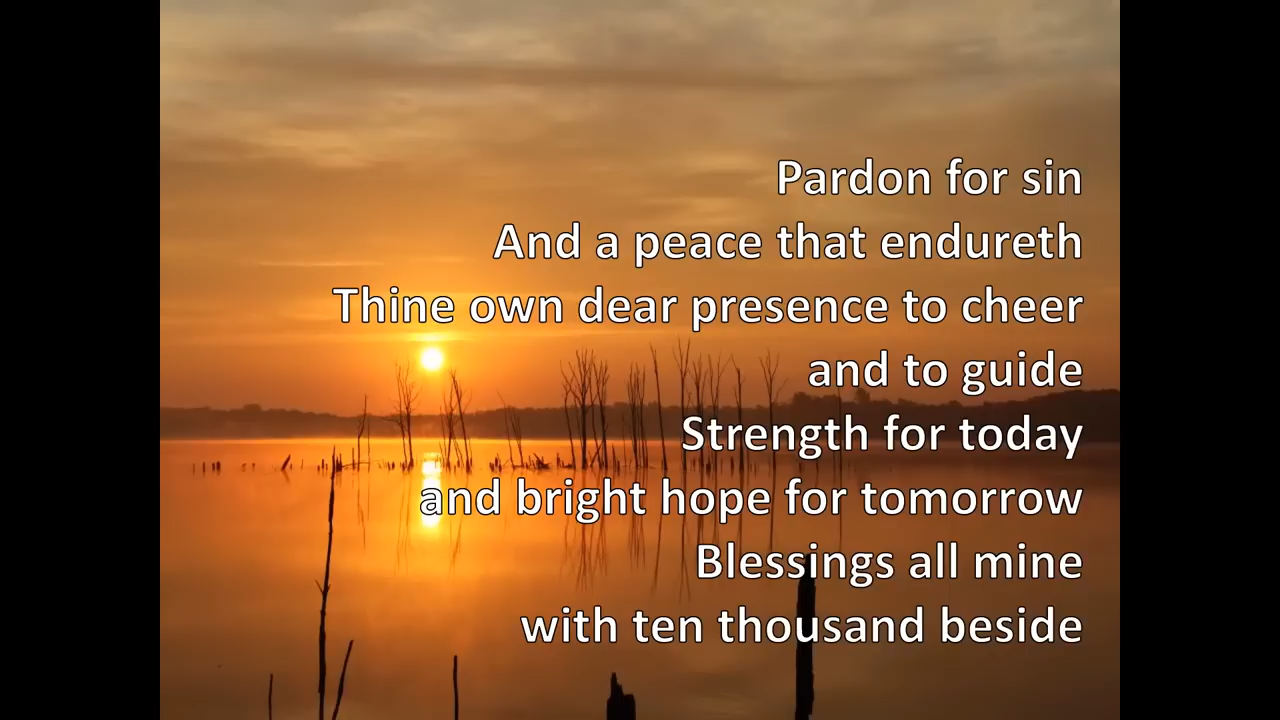 Pardon for sin
And a peace that endureth
Thine own dear presence to cheer
and to guide
Strength for today
and bright hope for tomorrow
Blessings all mine
with ten thousand beside